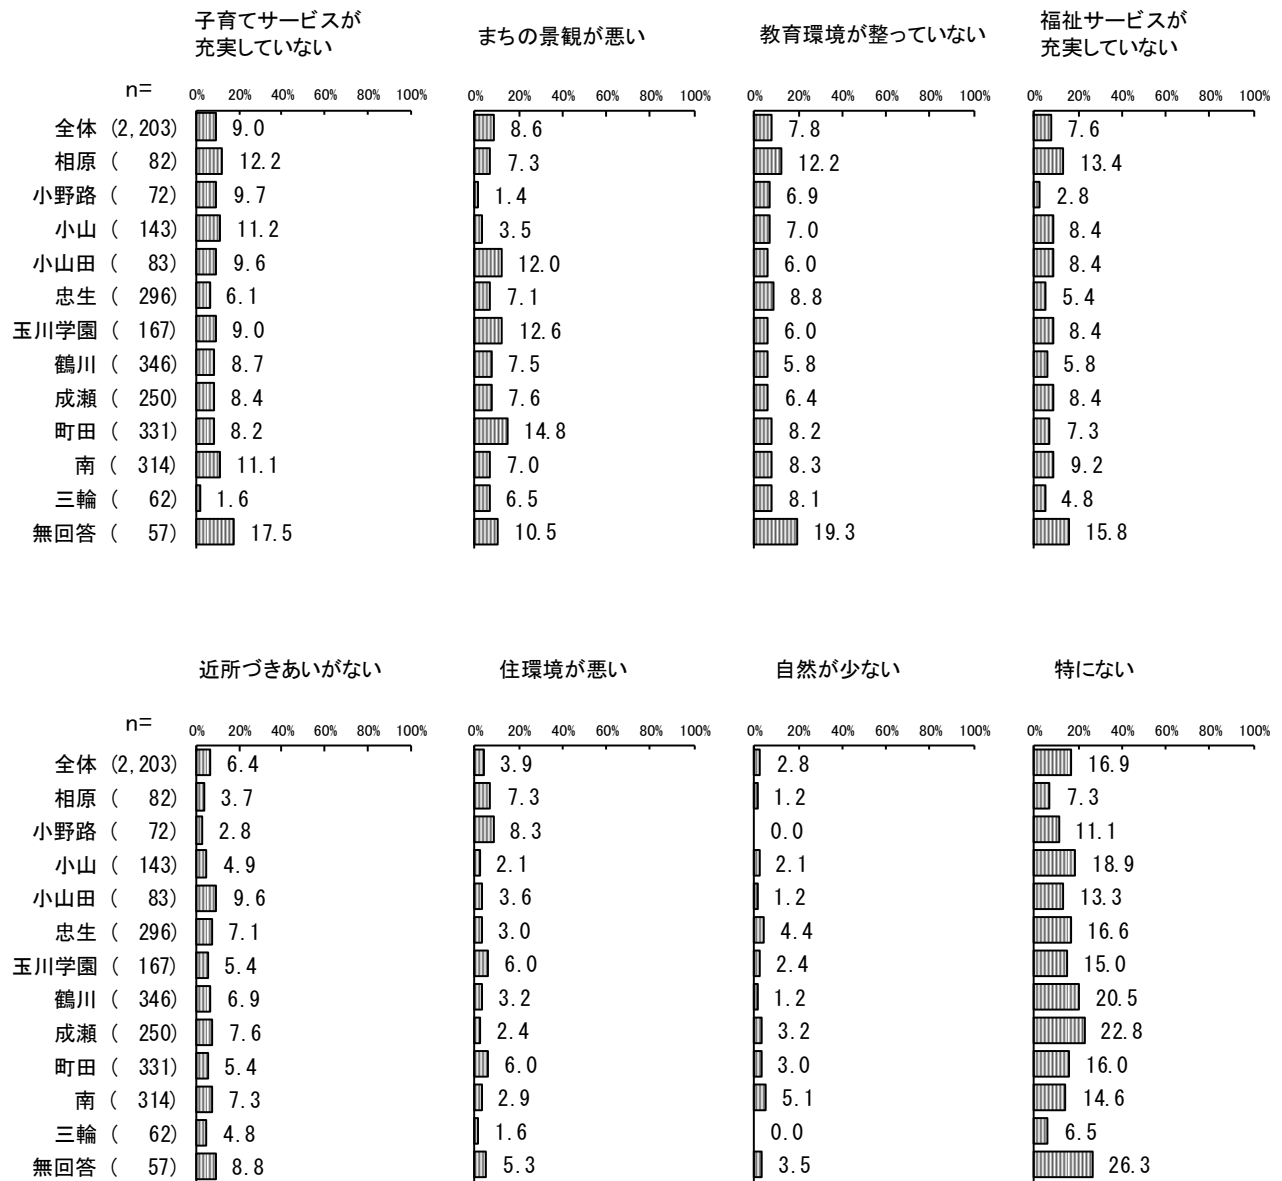 子育てサービスが 充実していない
まちの景観が悪い
教育環境が整っていない
福祉サービスが 充実していない
n=
0% 20% 40% 60% 80% 100% 0% 20% 40% 60% 80% 100% 0% 20% 40% 60% 80% 100% 0% 20% 40% 60% 80% 100%
全体 (2,203) 9.0 8.6 7.8 7.6
相原 ( 82) 12.2 7.3 12.2 13.4
小野路 ( 72) 9.7 1.4 6.9 2.8
小山 ( 143) 11.2 3.5 7.0 8.4
小山田 ( 83) 9.6 12.0 6.0 8.4
忠生 ( 296) 6.1 7.1 8.8 5.4
玉川学園 ( 167) 9.0 12.6 6.0 8.4
鶴川 ( 346) 8.7 7.5 5.8 5.8
成瀬 ( 250) 8.4 7.6 6.4 8.4
町田 ( 331) 8.2 14.8 8.2 7.3
南 ( 314) 11.1 7.0 8.3 9.2
三輪 ( 62) 1.6 6.5 8.1 4.8
無回答 ( 57) 17.5 10.5 19.3 15.8
近所づきあいがない 住環境が悪い 自然が少ない 特にない
n=
0% 20% 40% 60% 80% 100% 0% 20% 40% 60% 80% 100% 0% 20% 40% 60% 80% 100% 0% 20% 40% 60% 80% 100%
全体 (2,203) 6.4 3.9 2.8 16.9
相原 ( 82) 3.7 7.3 1.2 7.3
小野路 ( 72) 2.8 8.3 0.0 11.1
小山 ( 143) 4.9 2.1 2.1 18.9
小山田 ( 83) 9.6 3.6 1.2 13.3
忠生 ( 296) 7.1 3.0 4.4 16.6
玉川学園 ( 167) 5.4 6.0 2.4 15.0
鶴川 ( 346) 6.9 3.2 1.2 20.5
成瀬 ( 250) 7.6 2.4 3.2 22.8
町田 ( 331) 5.4 6.0 3.0 16.0
南 ( 314) 7.3 2.9 5.1 14.6
三輪 ( 62) 4.8 1.6 0.0 6.5
無回答 ( 57) 8.8 5.3 3.5 26.3